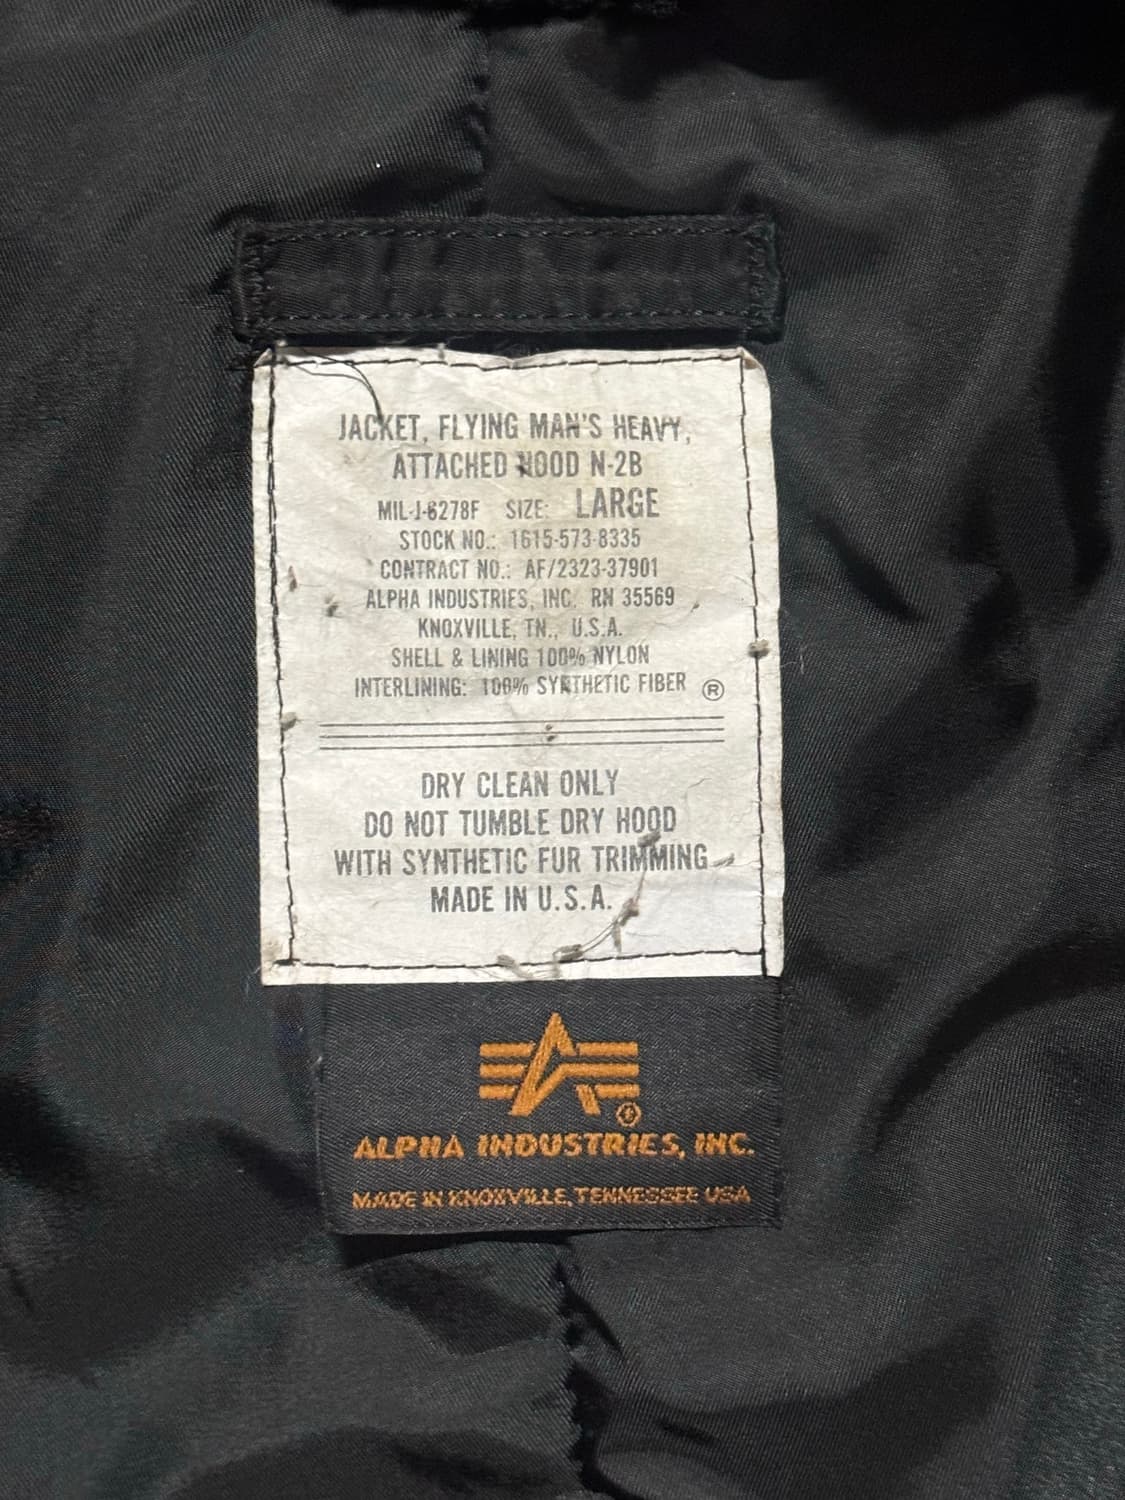 JACKET, FLYING MAN'S HEAVY,
ATTACHED HOOD N-2B
MIL-J-6278F SIZE: LARGE
STOCK NO.: 1615-573-8335
CONTRACT NO.: AF/2323-37901
ALPHA INDUSTRIES, INC. RN 35569
KNOXVILLE, TN., U.S.A.
SHELL & LINING 100% NYLON
INTERLINING: 100% SYNTHETIC FIBER ®
DRY CLEAN ONLY
DO NOT TUMBLE DRY HOOD
WITH SYNTHETIC FUR TRIMMING
MADE IN U.S.A.
®
ALPHA INDUSTRIES, INC.
MADE IN KNOXVILLE, TENNESSEE USA